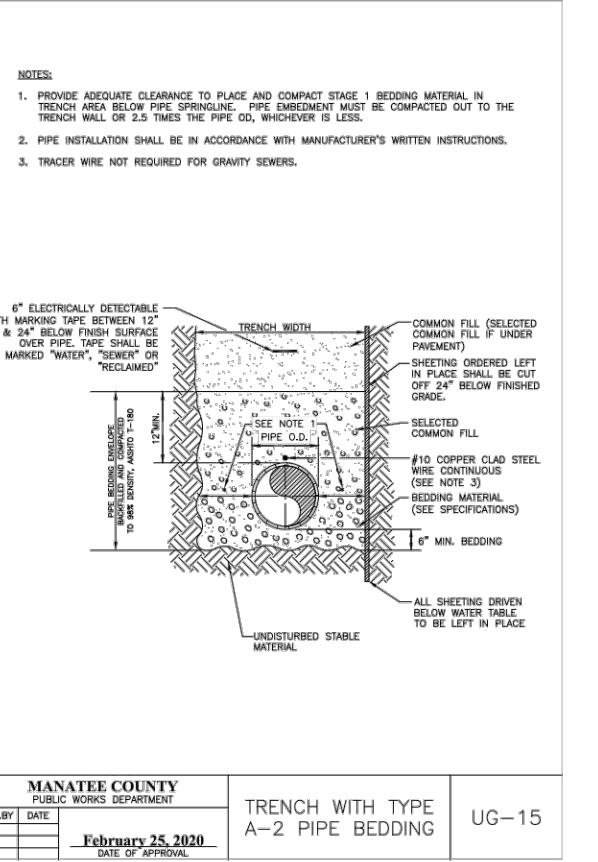 NOTES:
1. PROVIDE ADEQUATE CLEARANCE TO PLACE AND COMPACT STAGE 1 BEDDING MATERIAL IN
TRENCH AREA BELOW PIPE SPRINGLINE. PIPE EMBEDMENT MUST BE COMPACTED OUT TO THE
TRENCH WALL OR 2.5 TIMES THE PIPE OD, WHICHEVER IS LESS.
2. PIPE INSTALLATION SHALL BE IN ACCORDANCE WITH MANUFACTURER'S WRITTEN INSTRUCTIONS.
3. TRACER WIRE NOT REQUIRED FOR GRAVITY SEWERS.
6" ELECTRICALLY DETECTABLE
TH MARKING TAPE BETWEEN 12"
& 24" BELOW FINISH SURFACE
OVER PIPE. TAPE SHALL BE
MARKED "WATER", "SEWER" OR
"RECLAIMED"
TRENCH WIDTH
COMMON FILL (SELECTED
COMMON FILL IF UNDER
PAVEMENT)
SHEETING ORDERED LEFT
IN PLACE SHALL BE CUT
OFF 24" BELOW FINISHED
GRADE.
SELECTED
COMMON FILL
#10 COPPER CLAD STEEL
WIRE CONTINUOUS
(SEE NOTE 3)
BEDDING MATERIAL
(SEE SPECIFICATIONS)
6" MIN. BEDDING
ALL SHEETING DRIVEN
BELOW WATER TABLE
TO BE LEFT IN PLACE
SEE NOTE 1
PIPE O.D.
12"MIN.
PIPE BEDDING ENVELOPE
BACKFILLED AND COMPACTED
TO 98% DENSITY, AASHTO T-180
UNDISTURBED STABLE
MATERIAL
MANATEE COUNTY
PUBLIC WORKS DEPARTMENT
BY DATE
February 25, 2020
DATE OF APPROVAL
TRENCH WITH TYPE
A-2 PIPE BEDDING
UG-15